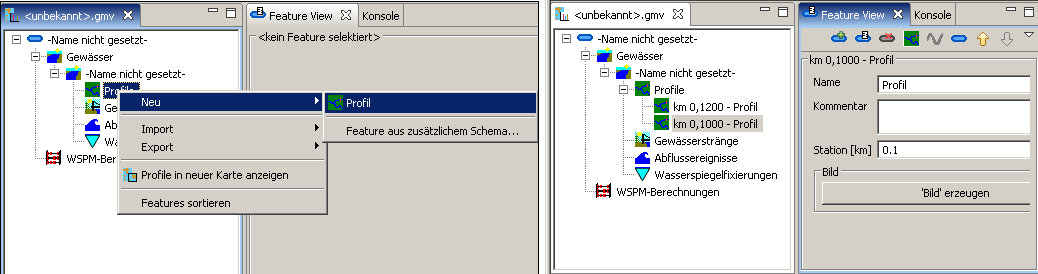 <unbekannt>.gmv
-Name nicht gesetzt-
Gewässer
-Name nicht gesetzt-
Profile
Ge
Ab
Wa
WSPM-Ber
Neu
Import
Export
Profile in neuer Karte anzeigen
Features sortieren
Profil
Feature aus zusätzlichem Schema...
Feature View
Konsole
<kein Feature selektiert>
<unbekannt>.gmv
-Name nicht gesetzt-
Gewässer
-Name nicht gesetzt-
Profile
km 0,1200 - Profil
km 0,1000 - Profil
Gewässerstränge
Abflussereignisse
Wasserspiegelfixierungen
WSPM-Berechnungen
Feature View
Konsole
km 0,1000 - Profil
Name Profil
Kommentar
Station [km] 0.1
Bild
'Bild' erzeugen